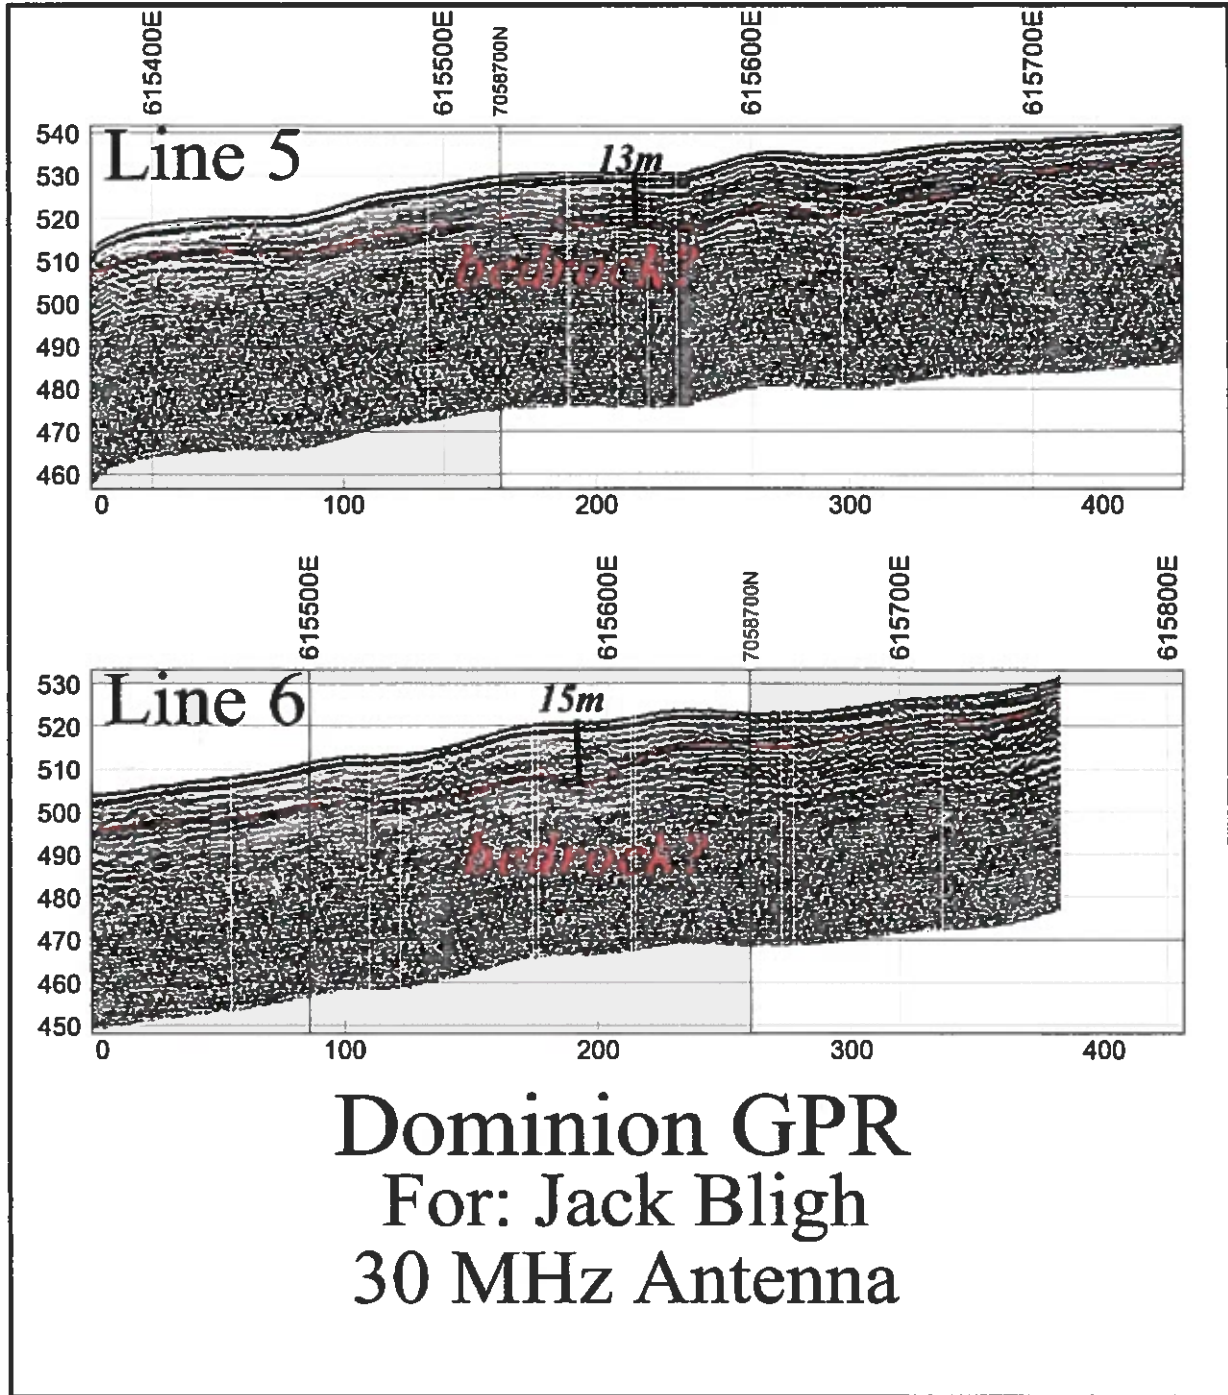 615400E
615500E
7058700N
615600E
615700E
Line 5
13m
bedrock?
540
530
520
510
500
490
480
470
460
0 100 200 300 400
615500E
615600E
7058700N
615700E
615800E
Line 6
15m
bedrock?
530
520
510
500
490
480
470
460
450
0 100 200 300 400
Dominion GPR
For: Jack Bligh
30 MHz Antenna